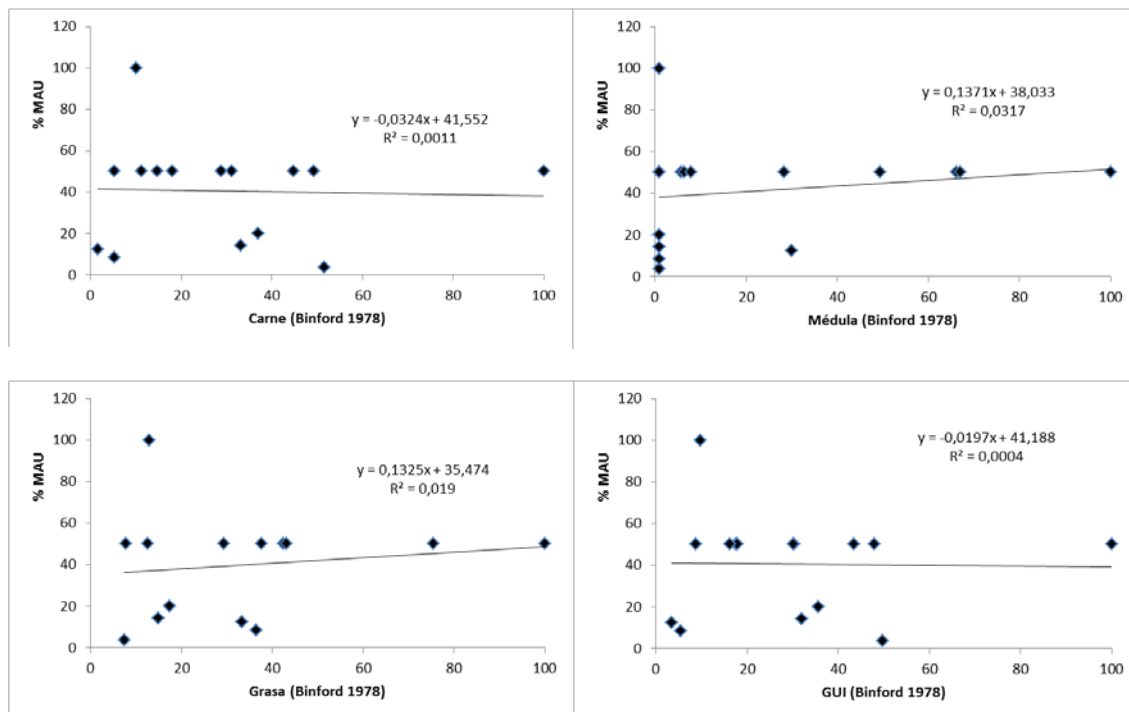 120
100
80
60
40
20
0
% MAU
y = -0,0324x + 41,552
R² = 0,0011
0 20 40 60 80 100
Carne (Binford 1978)
120
100
80
60
40
20
0
% MAU
y = 0,1371x + 38,033
R² = 0,0317
0 20 40 60 80 100
Médula (Binford 1978)
120
100
80
60
40
20
0
% MAU
y = 0,1325x + 35,474
R² = 0,019
0 20 40 60 80 100
Grasa (Binford 1978)
120
100
80
60
40
20
0
% MAU
y = -0,0197x + 41,188
R² = 0,0004
0 20 40 60 80 100
GUI (Binford 1978)